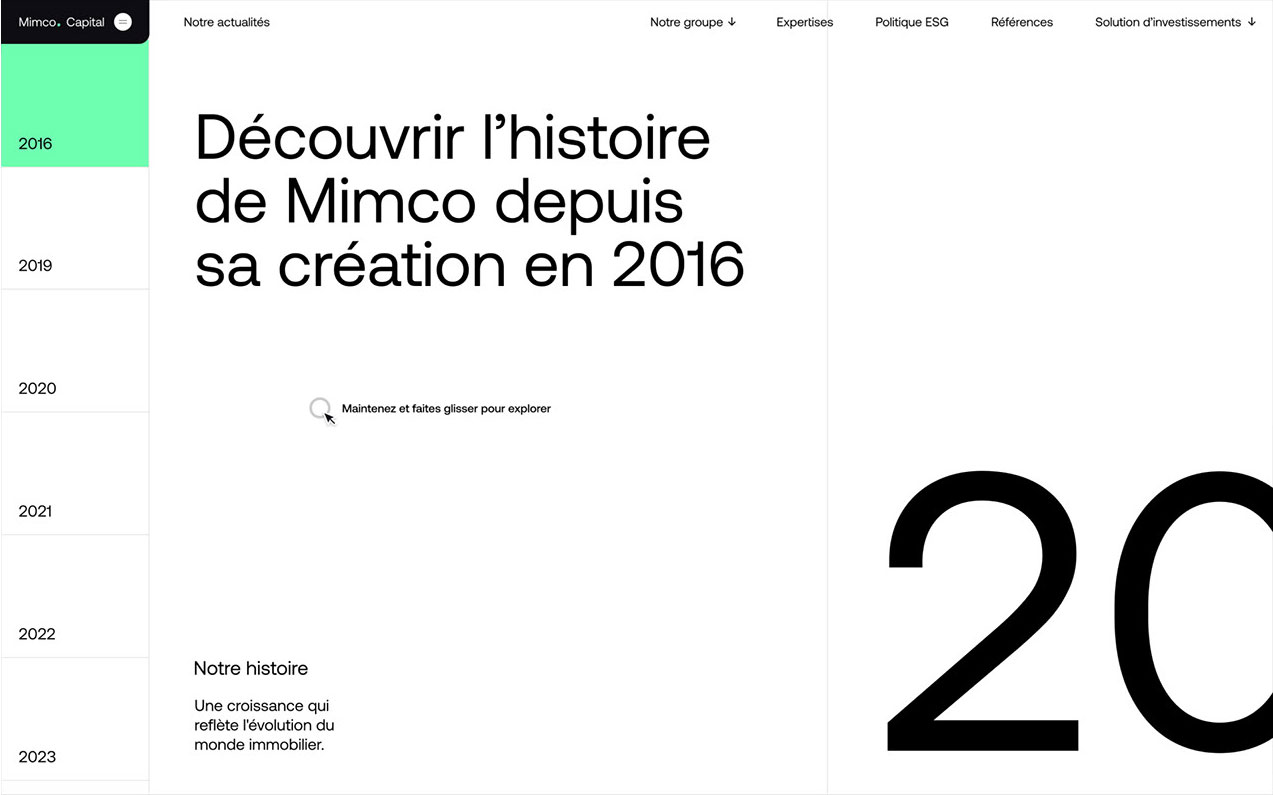 Mimco. Capital
Notre actualités
Notre groupe ↓
Expertises
Politique ESG
Références
Solution d’investissements ↓
2016
2019
2020
2021
2022
2023
Découvrir l’histoire
de Mimco depuis
sa création en 2016
Maintenez et faites glisser pour explorer
Notre histoire
Une croissance qui
reflète l'évolution du
monde immobilier.
20